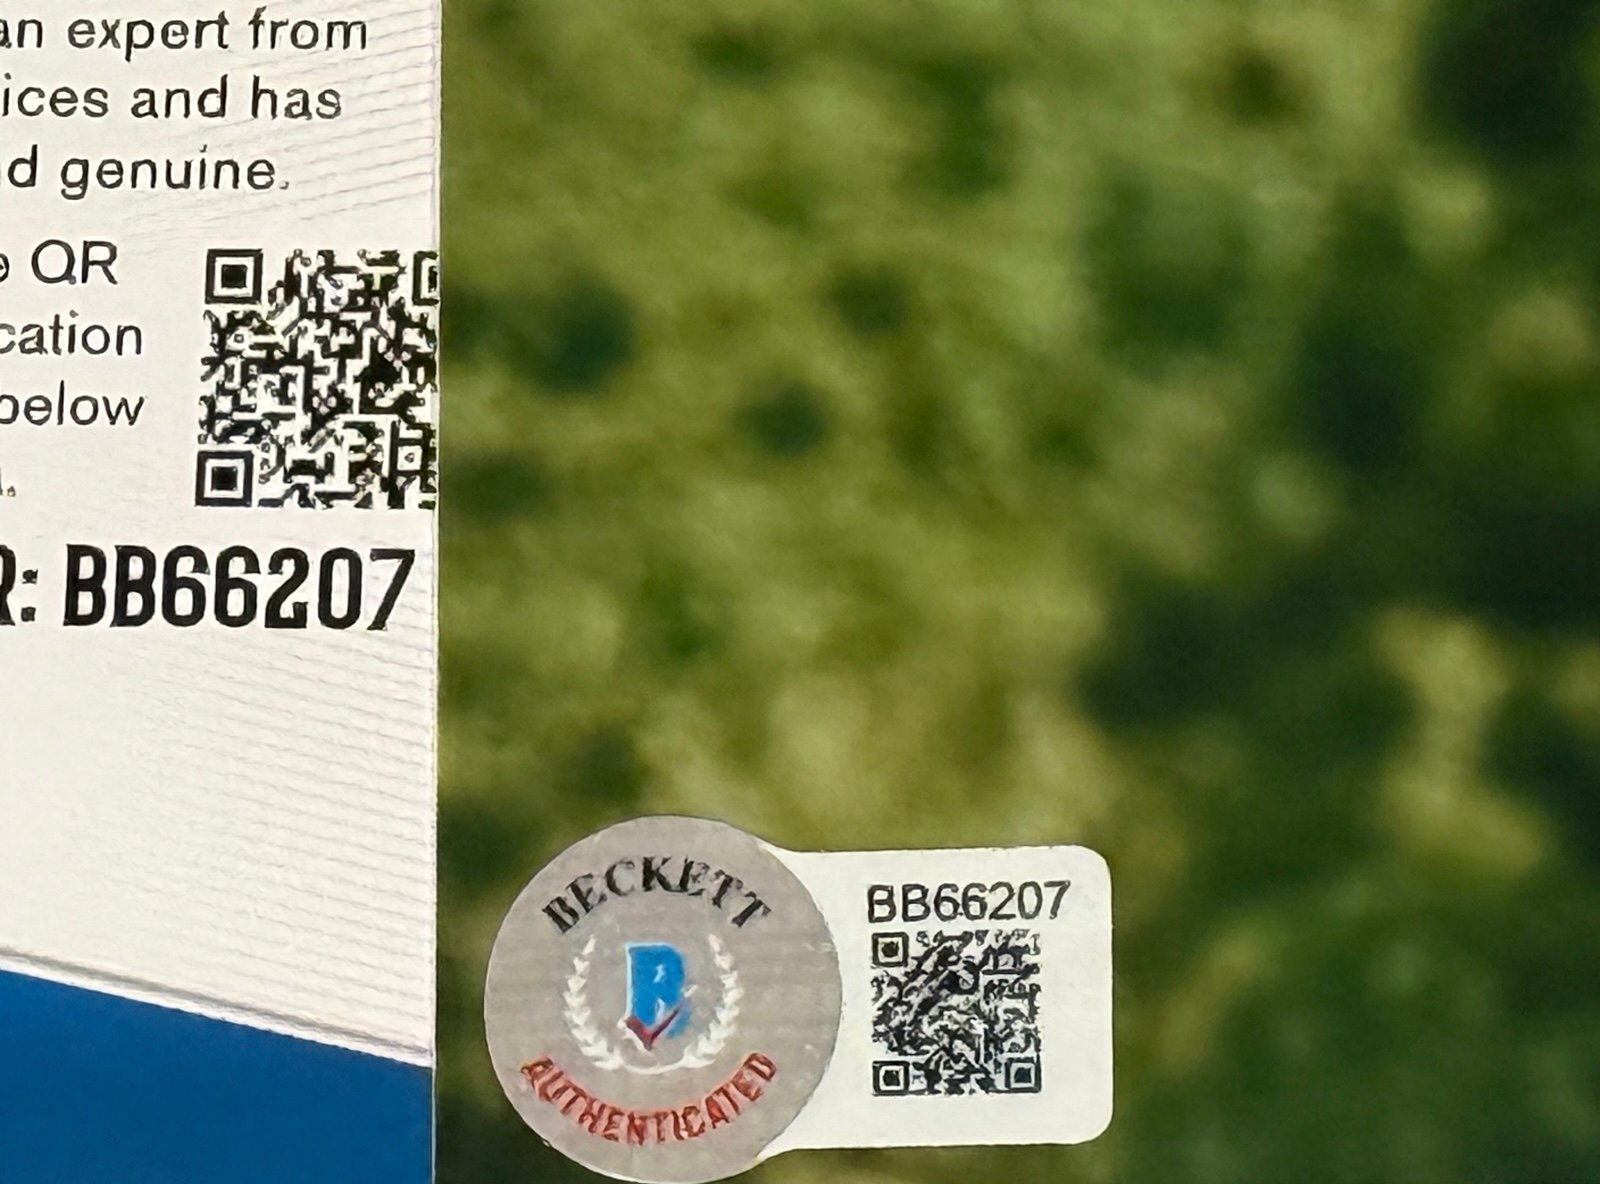 an expert from
ices and has
d genuine.
QR
cation
below
R: BB66207
BECKETT
B
AUTHENTICATED
BB66207